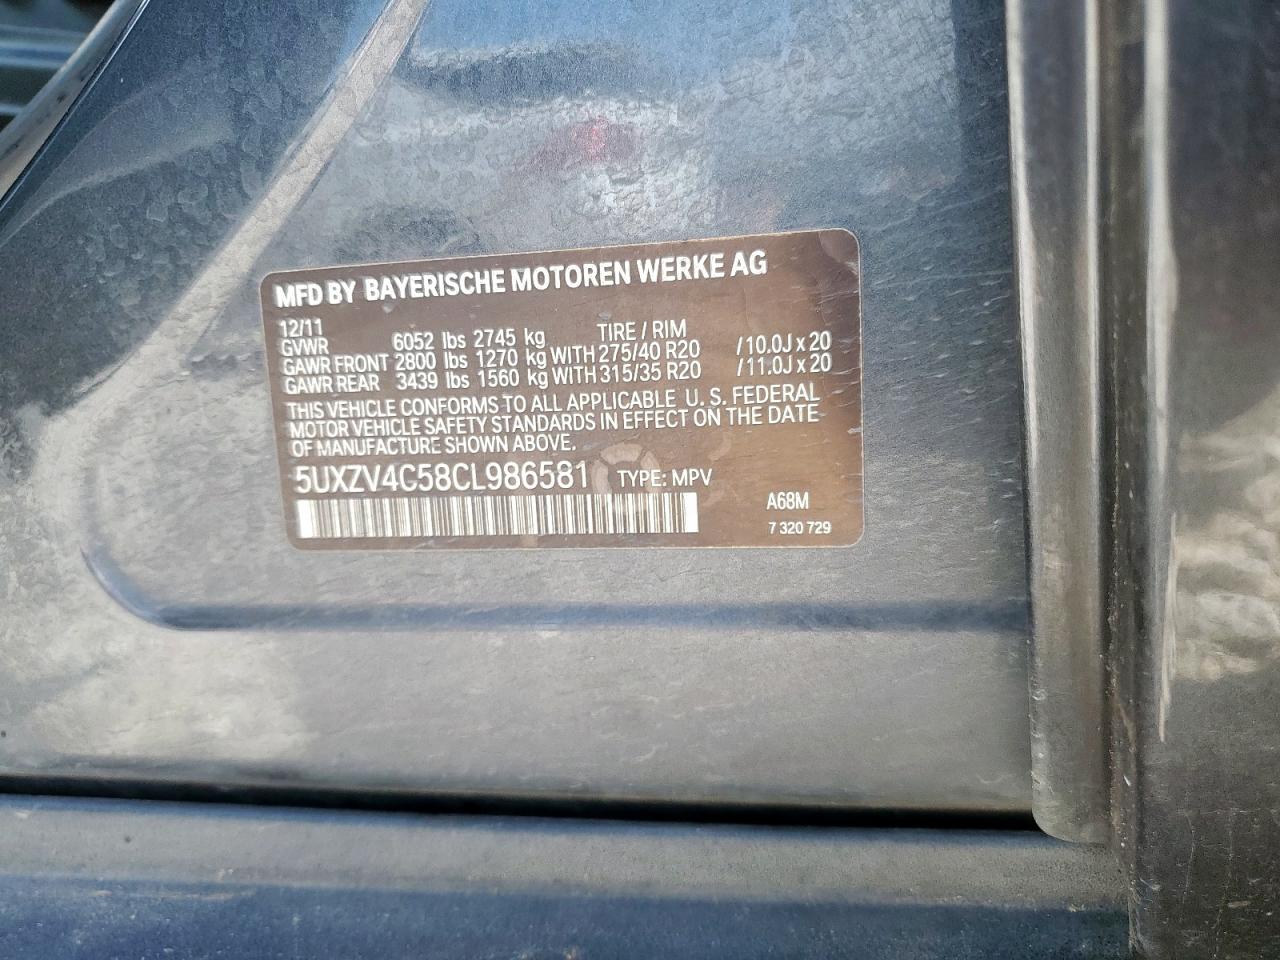 MFD BY BAYERISCHE MOTOREN WERKE AG
12/11 TIRE / RIM
GVWR 6052 lbs 2745 kg
GAWR FRONT 2800 lbs 1270 kg WITH 275/40 R20 /10.0J x 20
GAWR REAR 3439 lbs 1560 kg WITH 315/35 R20 /11.0J x 20
THIS VEHICLE CONFORMS TO ALL APPLICABLE U. S. FEDERAL
MOTOR VEHICLE SAFETY STANDARDS IN EFFECT ON THE DATE
OF MANUFACTURE SHOWN ABOVE.
5UXZV4C58CL986581 TYPE: MPV
A68M
7 320 729